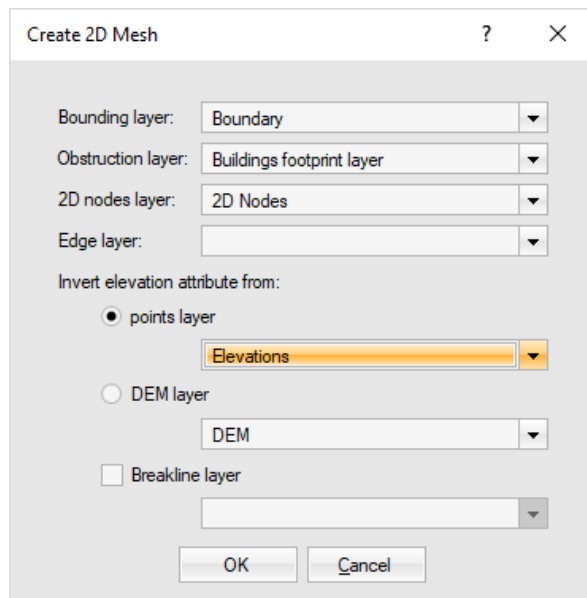 Create 2D Mesh ?
Bounding layer: Boundary
Obstruction layer: Buildings footprint layer
2D nodes layer: 2D Nodes
Edge layer:
Invert elevation attribute from:
points layer
Elevations
DEM layer
DEM
Breakline layer
OK Cancel